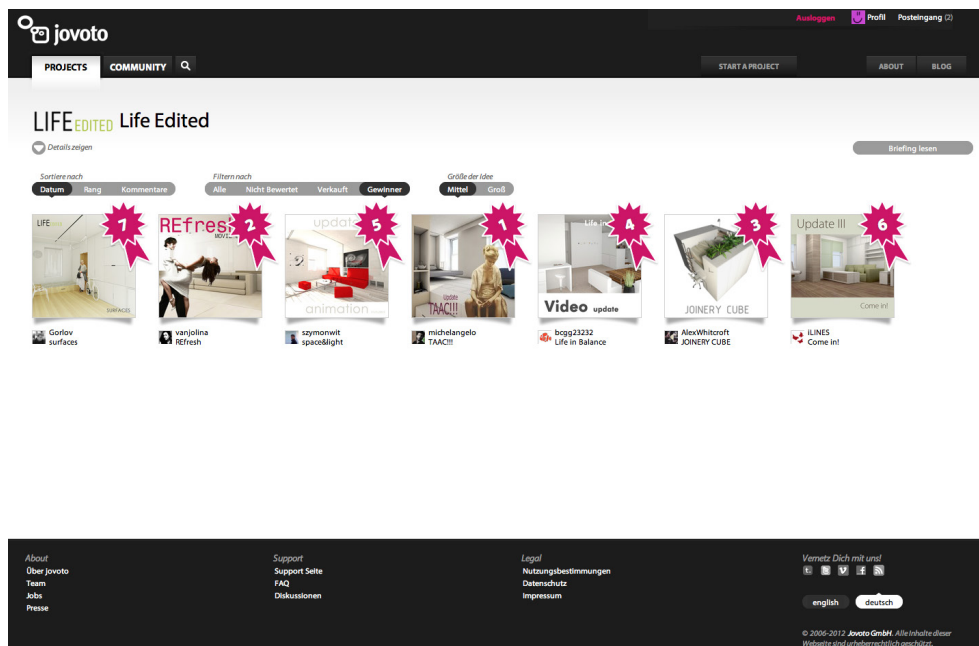 jovoto
Ausloggen
Profil
Posteingang (2)
PROJECTS
COMMUNITY
START A PROJECT
ABOUT
BLOG
LIFE EDITED Life Edited
Details zeigen
Briefing lesen
Sortiere nach
Filtern nach
Größe der Idee
Datum Rang Kommentare
Alle Nicht Bewertet Verkauft Gewinner
Mittel Groß
LIFE
7
SURFACES
REfresh
2
update
5
animation
1
Update
TAAC!!!
Life in
4
Video update
3
JOINERY CUBE
Update III
6
Come in!
Gorlov
surfaces
vanjolina
REfresh
szymonwit
space&light
michelangelo
TAAC!!!
bcgg23232
Life in Balance
AlexWhitcroft
JOINERY CUBE
iLINES
Come in!
About
Über jovoto
Team
Jobs
Presse
Support
Support Seite
FAQ
Diskussionen
Legal
Nutzungsbestimmungen
Datenschutz
Impressum
Vernetz Dich mit uns!
english
deutsch
© 2006-2012 Jovoto GmbH. Alle Inhalte dieser
Webseite sind urheberrechtlich geschützt.